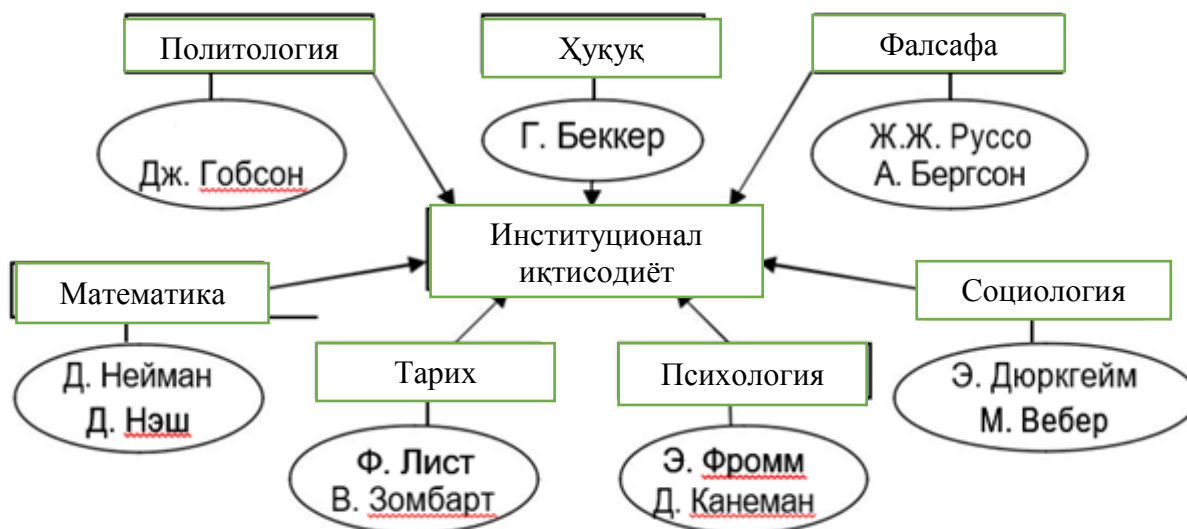 Политология
Ҳуқуқ
Фалсафа
Дж. Гобсон
Г. Беккер
Ж.Ж. Руссо
А. Бергсон
Институционал
иқтисодиёт
Математика
Социология
Д. Нейман
Д. Нэш
Тарих
Психология
Э. Дюркгейм
М. Вебер
Ф. Лист
В. Зомбарт
Э. Фромм
Д. Канеман